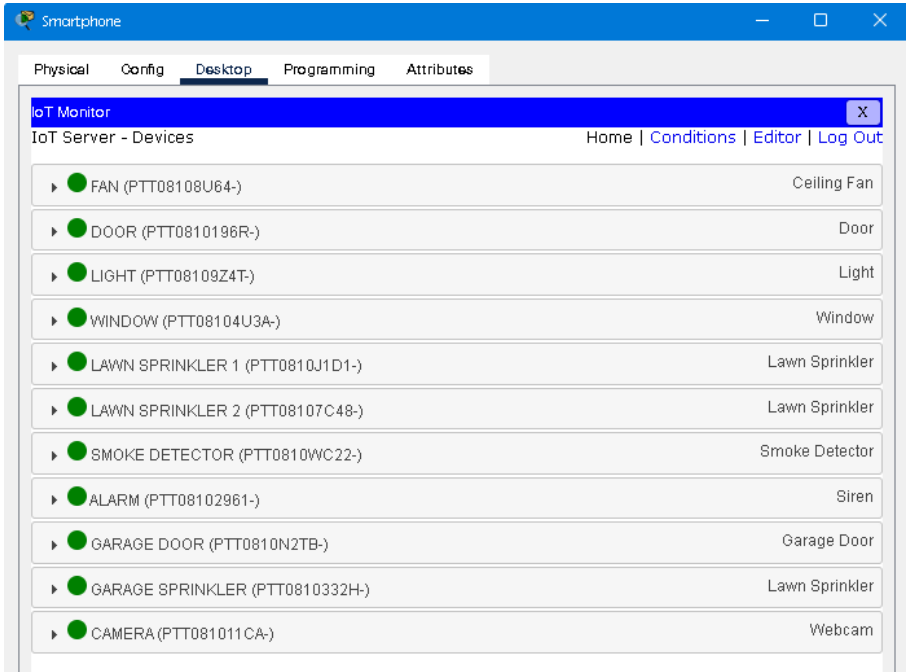 Smartphone
Physical Config Desktop Programming Attributes
IoT Monitor X
IoT Server - Devices Home | Conditions | Editor | Log Out
FAN (PTT08108U64-) Ceiling Fan
DOOR (PTT0810196R-) Door
LIGHT (PTT08109Z4T-) Light
WINDOW (PTT08104U3A-) Window
LAWN SPRINKLER 1 (PTT0810J1D1-) Lawn Sprinkler
LAWN SPRINKLER 2 (PTT08107C48-) Lawn Sprinkler
SMOKE DETECTOR (PTT0810WC22-) Smoke Detector
ALARM (PTT08102961-) Siren
GARAGE DOOR (PTT0810N2TB-) Garage Door
GARAGE SPRINKLER (PTT0810332H-) Lawn Sprinkler
CAMERA (PTT081011CA-) Webcam